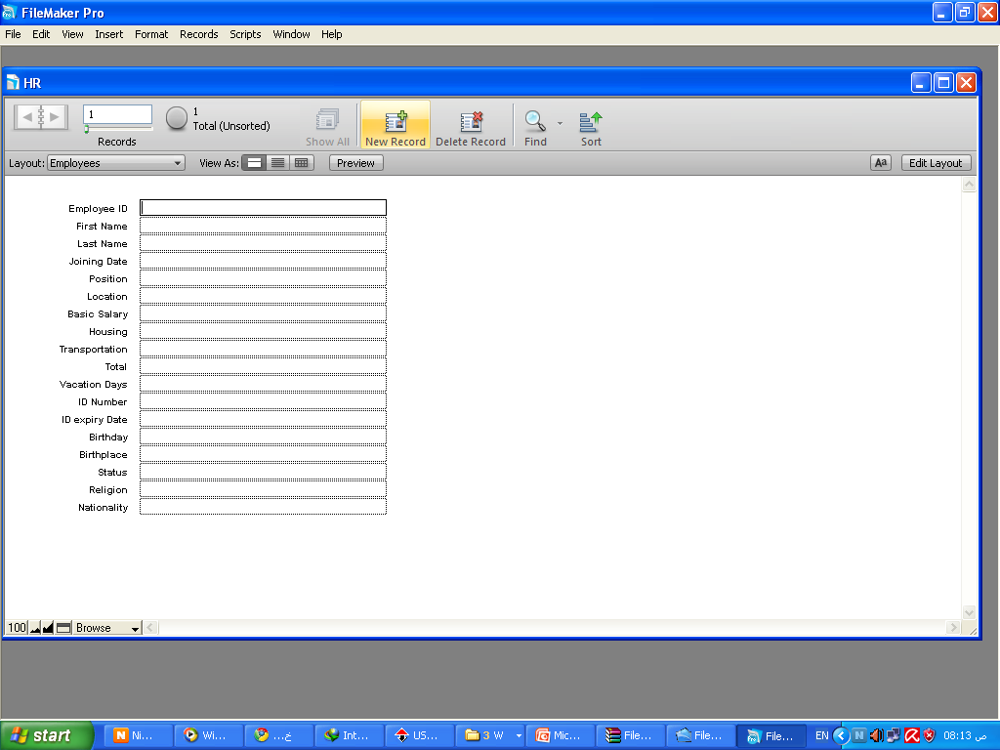 FileMaker Pro
File Edit View Insert Format Records Scripts Window Help
HR
1
1
Total (Unsorted)
Records
Show All New Record Delete Record Find Sort
Layout: Employees View As: Preview Aa Edit Layout
Employee ID
First Name
Last Name
Joining Date
Position
Location
Basic Salary
Housing
Transportation
Total
Vacation Days
ID Number
ID expiry Date
Birthday
Birthplace
Status
Religion
Nationality
100 Browse
start Ni... Wi... ...خ Int... US... 3 W Mic... File... File... File... EN N 08:13 ص